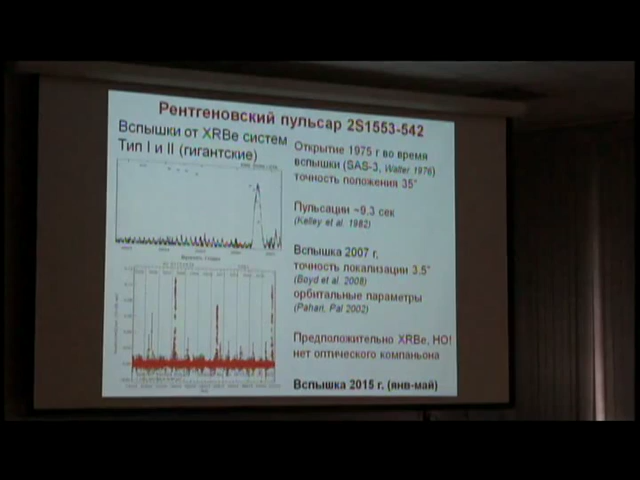 Рентгеновский пульсар 2S1553-542
Вспышки от XRBe систем
Тип I и II (гигантские)
Открытие 1975 г во время
вспышки (SAS-3, Walter 1976)
точность положения 35"
Пульсации ~9.3 сек
(Kelley et al. 1982)
Вспышка 2007 г,
точность локализации 3.5"
(Boyd et al. 2008)
орбитальные параметры
(Pahari, Pal 2002)
Предположительно XRBe, НО!
нет оптического компаньона
Вспышка 2015 г. (янв-май)